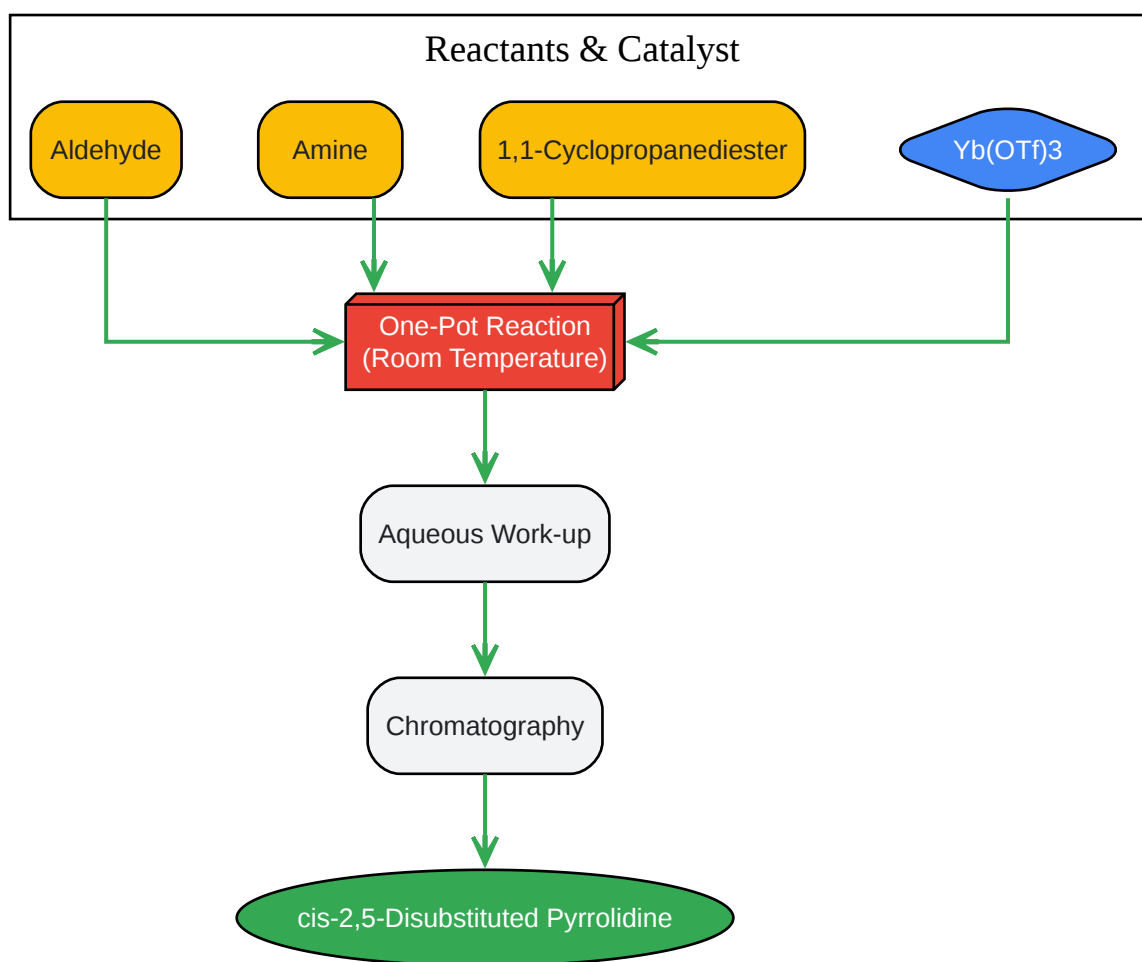 Reactants & Catalyst
Aldehyde
Amine
1,1-Cyclopropanediester
Yb(OTf)3
One-Pot Reaction
(Room Temperature)
Aqueous Work-up
Chromatography
cis-2,5-Disubstituted Pyrrolidine